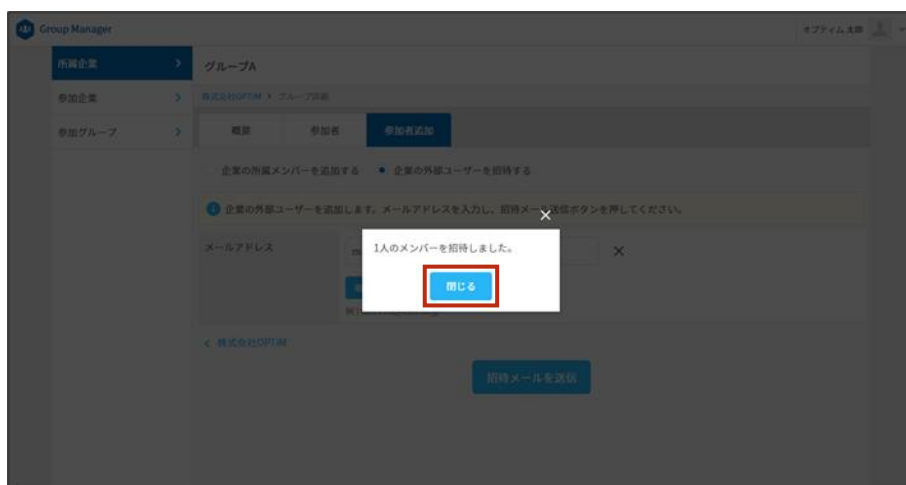 Group Manager
オプティム 太郎
所属企業
グループA
参加企業
株式会社OPTiM
グループ詳細
参加グループ
概要
参加者
参加者追加
企業の所属メンバーを追加する
企業の外部ユーザーを招待する
企業の外部ユーザーを追加します。メールアドレスを入力し、招待メール送信ボタンを押してください。
メールアドレス
1人のメンバーを招待しました。
閉じる
株式会社OPTiM
招待メールを送信